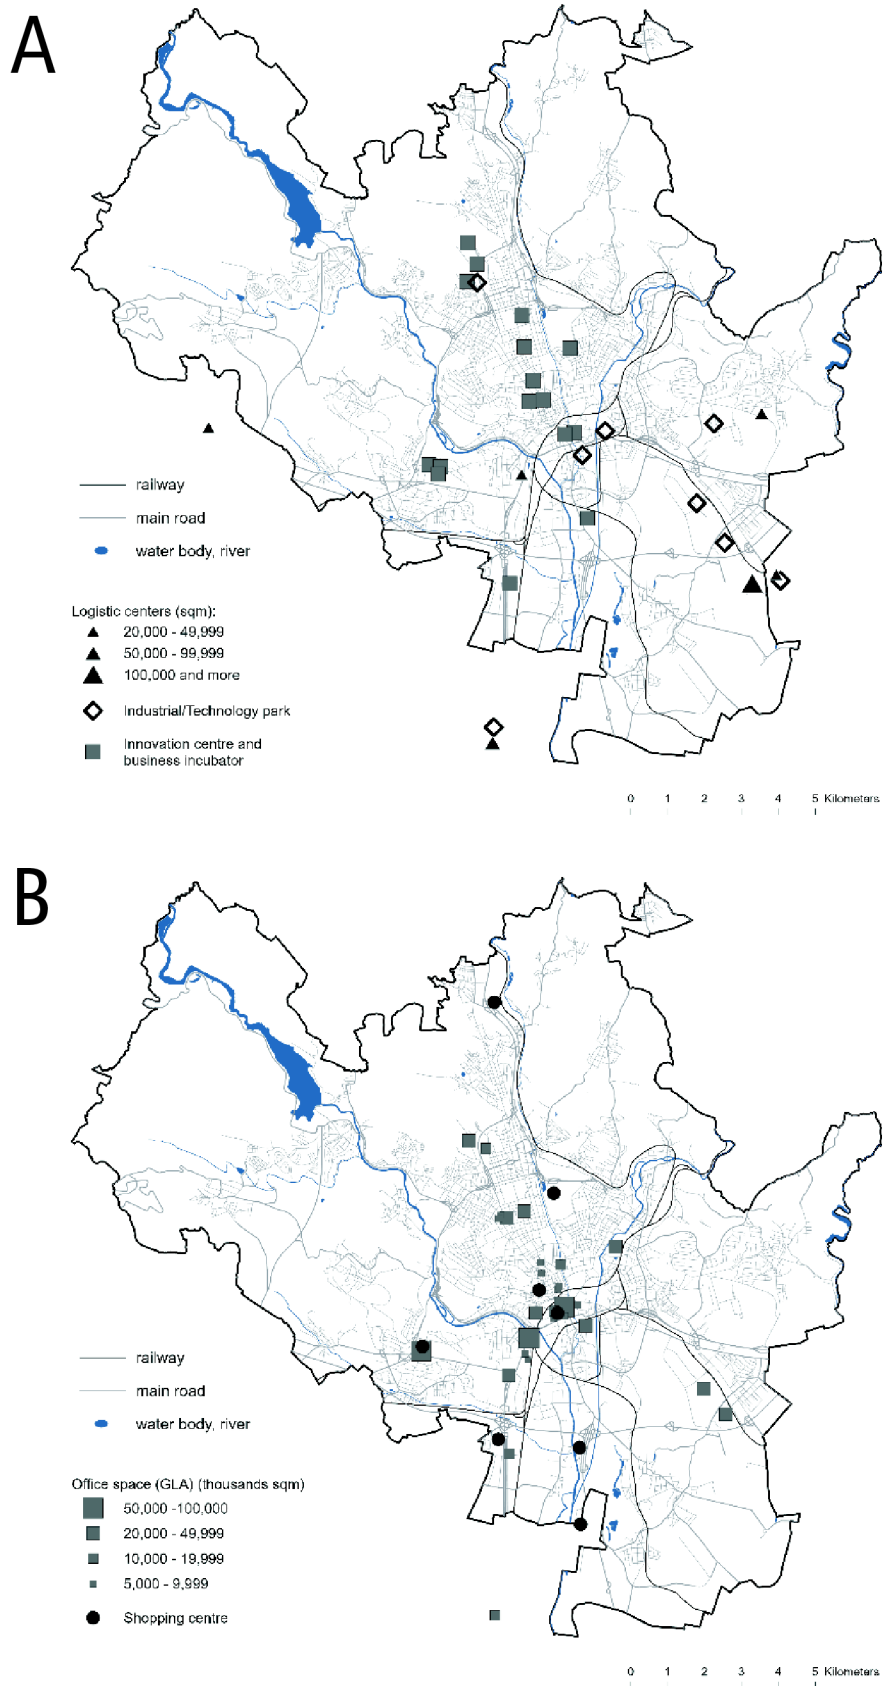 A
railway
main road
water body, river
Logistic centers (sqm):
20,000 - 49,999
50,000 - 99,999
100,000 and more
Industrial/Technology park
Innovation centre and
business incubator
0 1 2 3 4 5 Kilometers
B
railway
main road
water body, river
Office space (GLA) (thousands sqm)
50,000 -100,000
20,000 - 49,999
10,000 - 19,999
5,000 - 9,999
Shopping centre
0 1 2 3 4 5 Kilometers